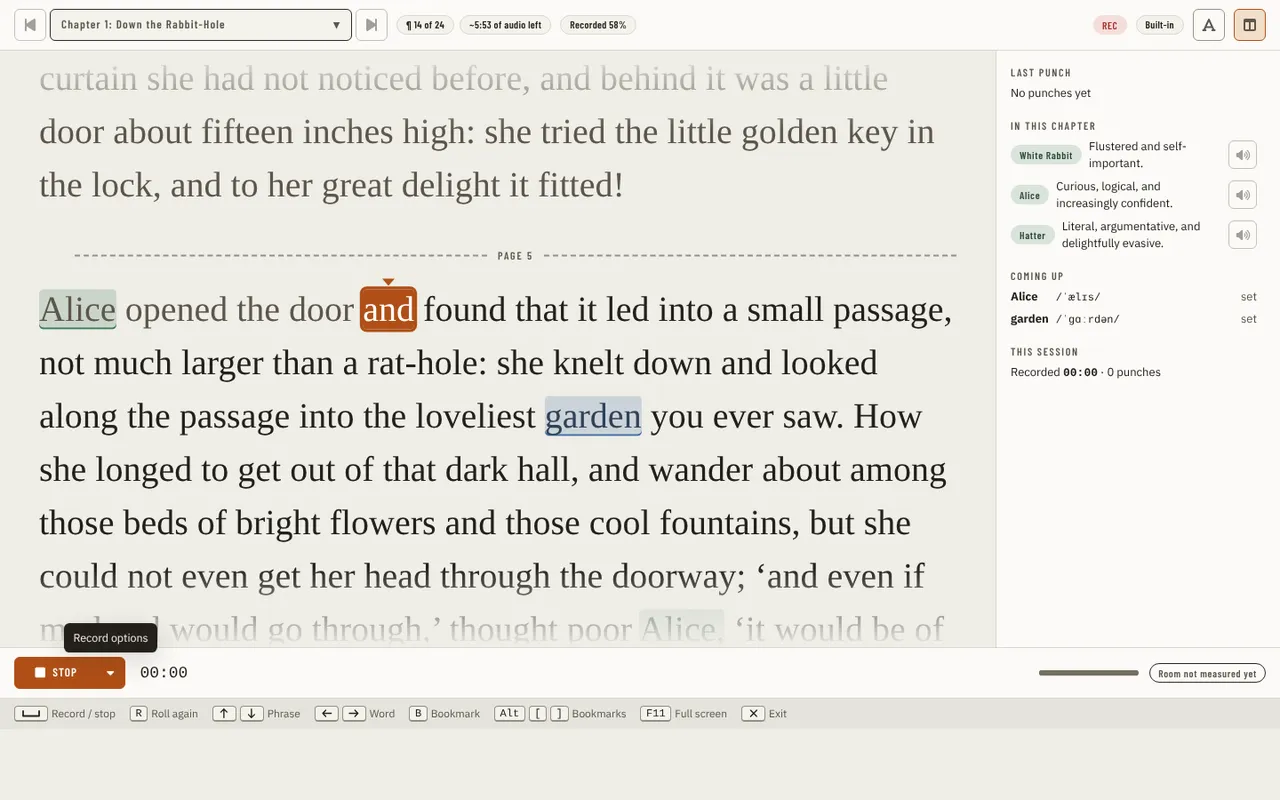 Chapter 1: Down the Rabbit-Hole
¶ 14 of 24
~5:53 of audio left
Recorded 58%
REC
Built-in
A
curtain she had not noticed before, and behind it was a little
door about fifteen inches high: she tried the little golden key in
the lock, and to her great delight it fitted!
PAGE 5
Alice opened the door and found that it led into a small passage,
not much larger than a rat-hole: she knelt down and looked
along the passage into the loveliest garden you ever saw. How
she longed to get out of that dark hall, and wander about among
those beds of bright flowers and those cool fountains, but she
could not even get her head through the doorway; ‘and even if
would go through,’ thought poor Alice, ‘it would be of
LAST PUNCH
No punches yet
IN THIS CHAPTER
White Rabbit
Flustered and self-
important.
Alice
Curious, logical, and
increasingly confident.
Hatter
Literal, argumentative, and
delightfully evasive.
COMING UP
Alice /ˈælɪs/ set
garden /ˈɡɑːrdən/ set
THIS SESSION
Recorded 00:00 · 0 punches
Record options
STOP
00:00
Room not measured yet
Record / stop
R Roll again
↑ ↓ Phrase
← → Word
B Bookmark
Alt [ ] Bookmarks
F11 Full screen
✕ Exit